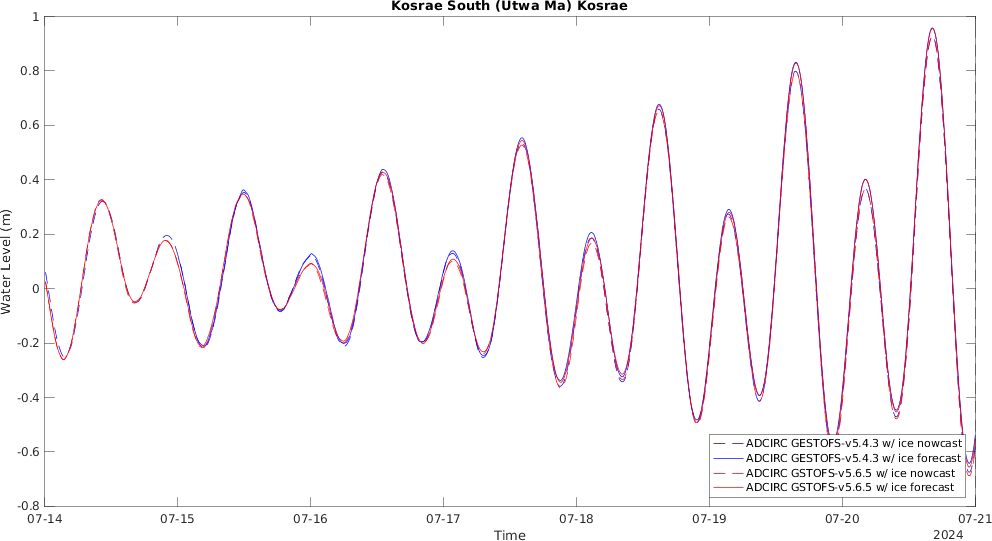 Kosrae South (Utwa Ma) Kosrae
1
0.8
0.6
0.4
0.2
0
-0.2
-0.4
-0.6
-0.8
Water Level (m)
ADCIRC GESTOFS-v5.4.3 w/ ice nowcast
ADCIRC GESTOFS-v5.4.3 w/ ice forecast
ADCIRC GSTOFS-v5.6.5 w/ ice nowcast
ADCIRC GSTOFS-v5.6.5 w/ ice forecast
07-14 07-15 07-16 07-17 07-18 07-19 07-20 07-21
Time
2024